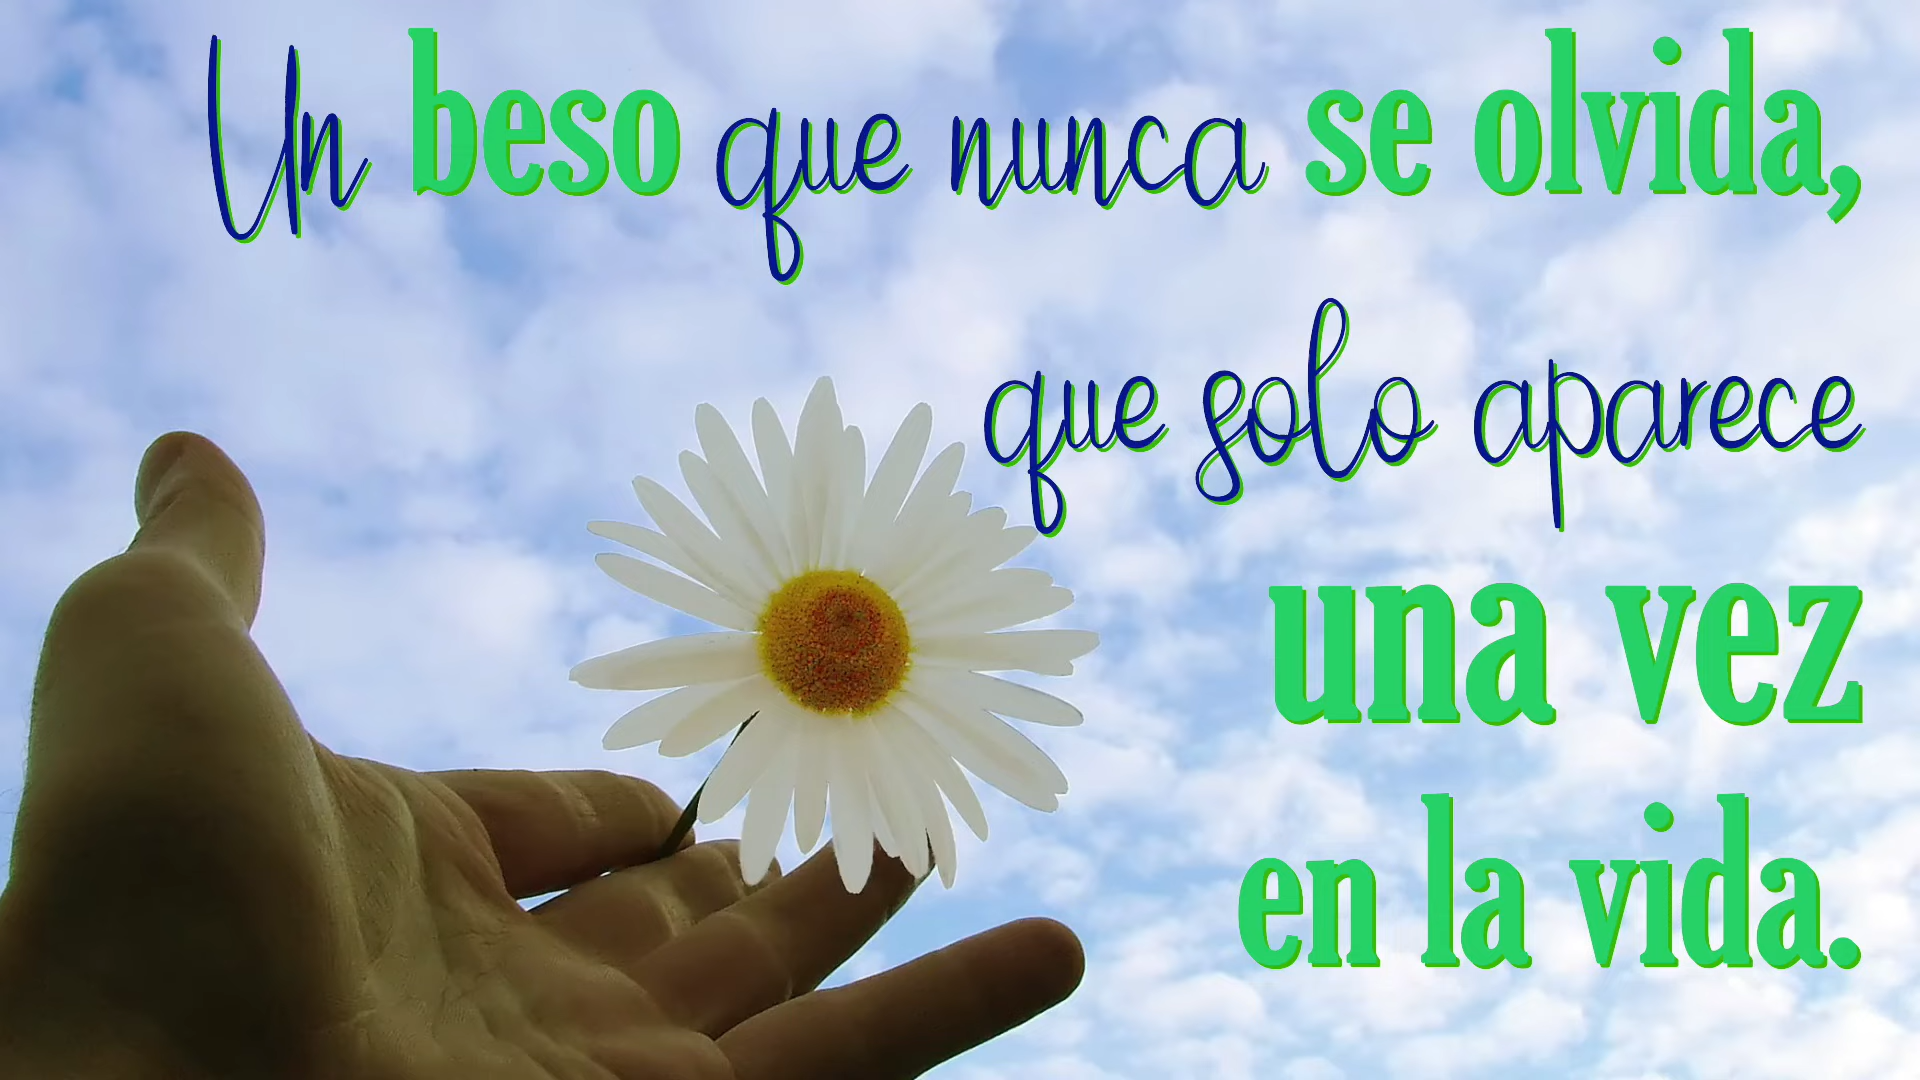 Un beso que nunca se olvida,
que solo aparece
una vez
en la vida.